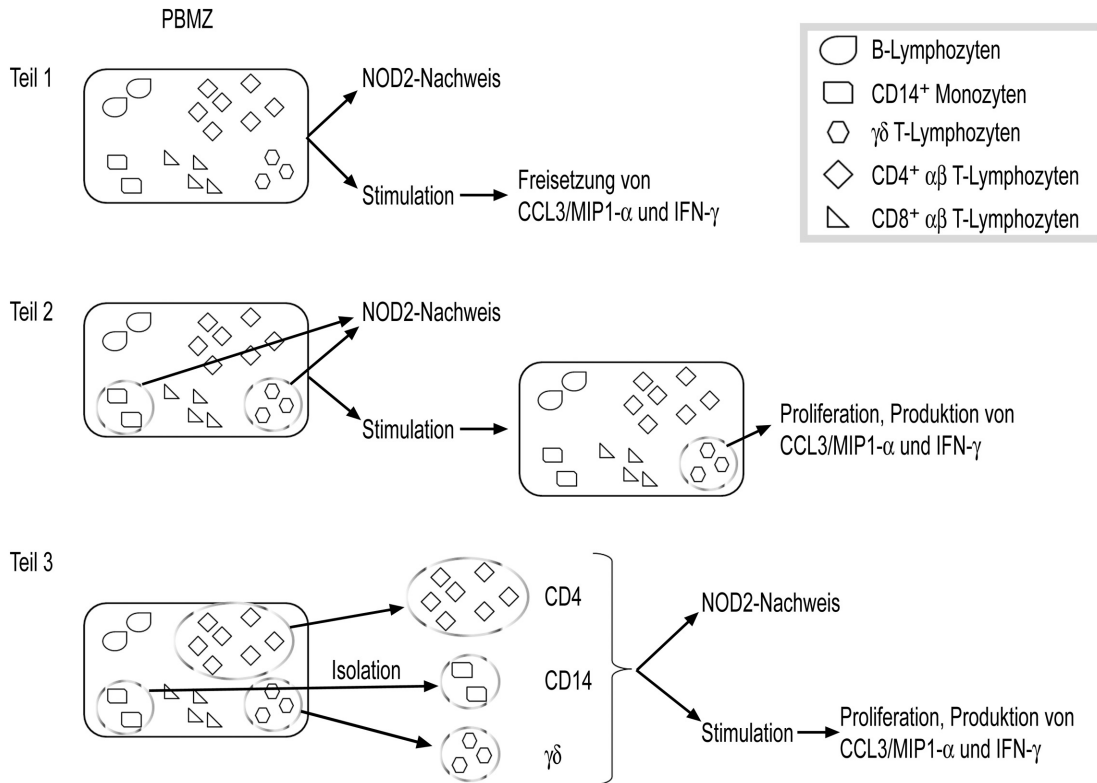 PBMZ
Teil 1
NOD2-Nachweis
Stimulation
Freisetzung von
CCL3/MIP1-α und IFN-γ
B-Lymphozyten
CD14⁺ Monozyten
γδ T-Lymphozyten
CD4⁺ αβ T-Lymphozyten
CD8⁺ αβ T-Lymphozyten
Teil 2
NOD2-Nachweis
Stimulation
Proliferation, Produktion von
CCL3/MIP1-α und IFN-γ
Teil 3
Isolation
CD4
CD14
γδ
NOD2-Nachweis
Stimulation
Proliferation, Produktion von
CCL3/MIP1-α und IFN-γ